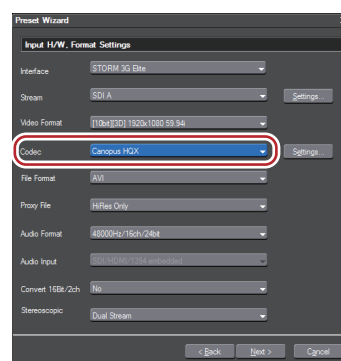 Preset Wizard
Input H/W, Format Settings
Interface STORM 3G Elite
Stream SDI A Settings...
Video Format [10bit][3D] 1920x1080 59.94i
Codec Canopus HQX Settings...
File Format AVI
Proxy File HiRes Only
Audio Format 48000Hz/16ch/24bit
Audio Input SDI/HDMI/1394 embedded
Convert 16Bit/2ch No
Stereoscopic Dual Stream
< Back Next > Cancel